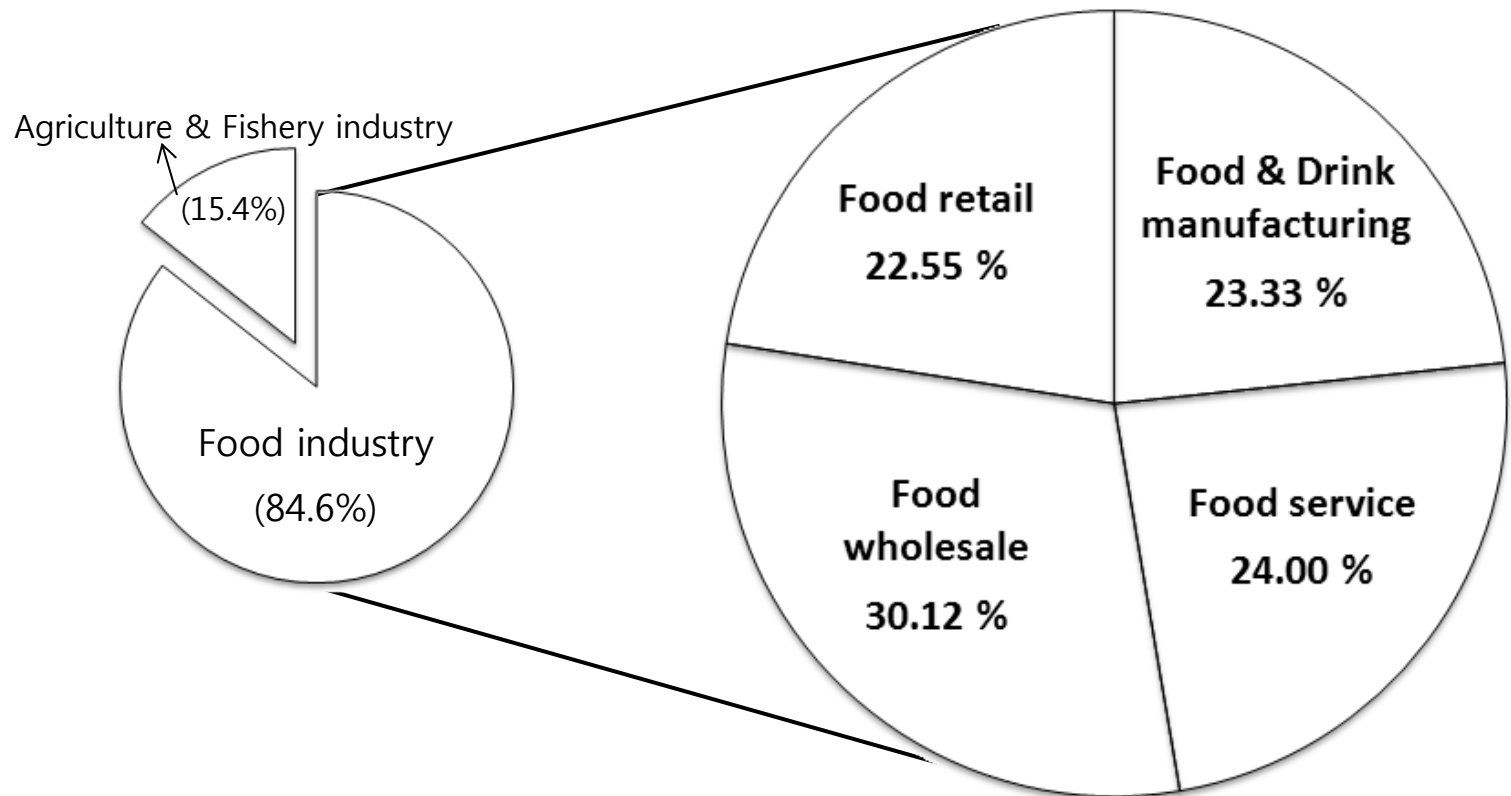 Agriculture & Fishery industry
(15.4%)
Food industry
(84.6%)
Food retail
22.55 %
Food & Drink
manufacturing
23.33 %
Food
wholesale
30.12 %
Food service
24.00 %